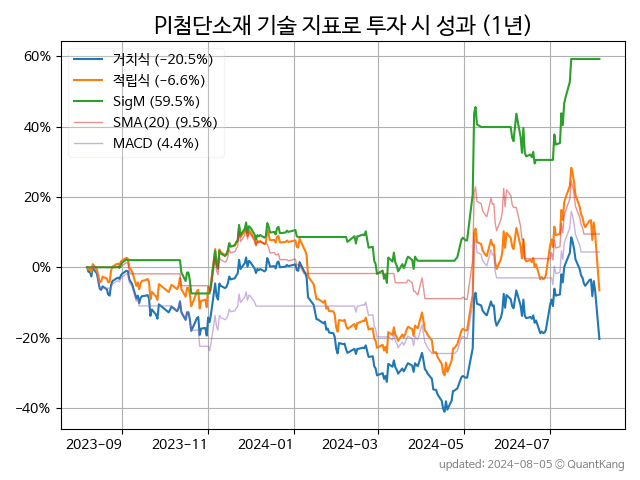 PI첨단소재 기술 지표로 투자 시 성과 (1년)
60%
40%
20%
0%
−20%
−40%
거치식 (−20.5%)
적립식 (−6.6%)
SigM (59.5%)
SMA(20) (9.5%)
MACD (4.4%)
2023-09 2023-11 2024-01 2024-03 2024-05 2024-07
updated: 2024-08-05 © QuantKang